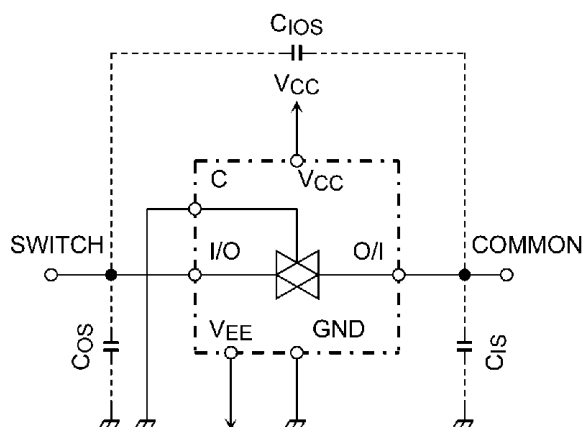 CIOS
VCC
C
VCC
SWITCH
I/O
O/I
COMMON
VEE
GND
COS
CIS